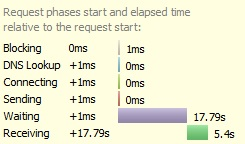 Request phases start and elapsed time
relative to the request start:
Blocking 0ms 1ms
DNS Lookup +1ms 0ms
Connecting +1ms 0ms
Sending +1ms 0ms
Waiting +1ms 17.79s
Receiving +17.79s 5.4s